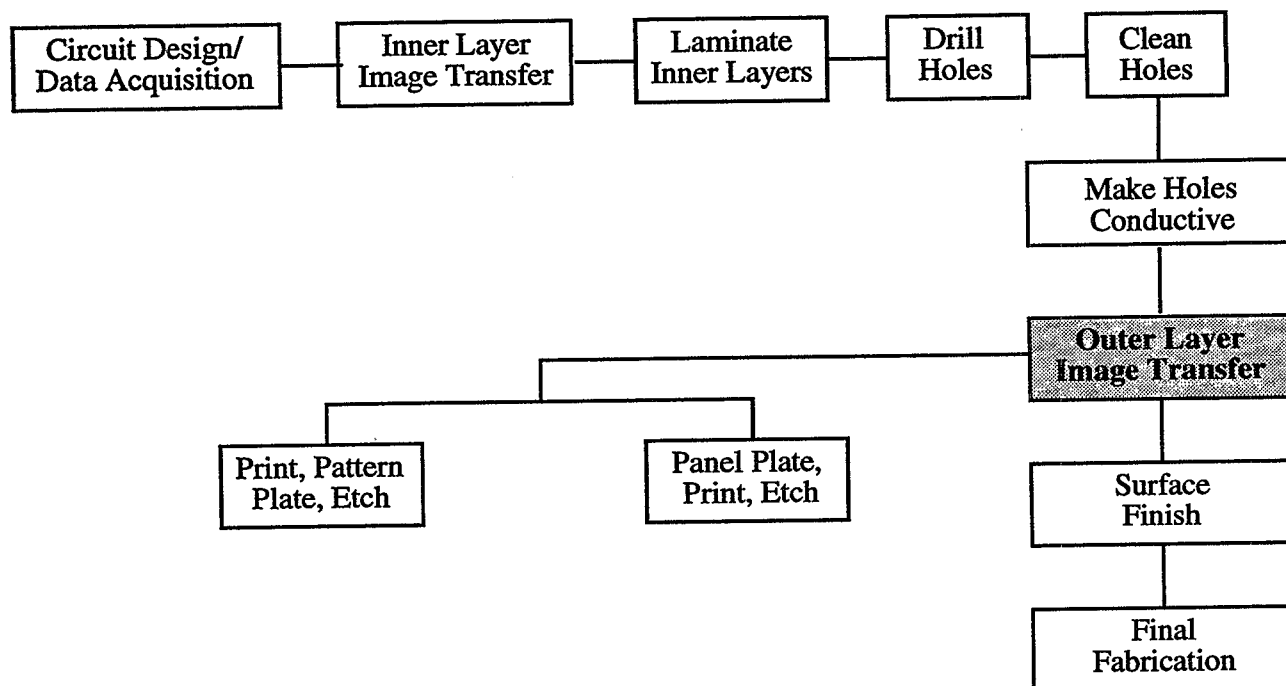 Circuit Design/
Data Acquisition
Inner Layer
Image Transfer
Laminate
Inner Layers
Drill
Holes
Clean
Holes
Make Holes
Conductive
Outer Layer
Image Transfer
Print, Pattern
Plate, Etch
Panel Plate,
Print, Etch
Surface
Finish
Final
Fabrication